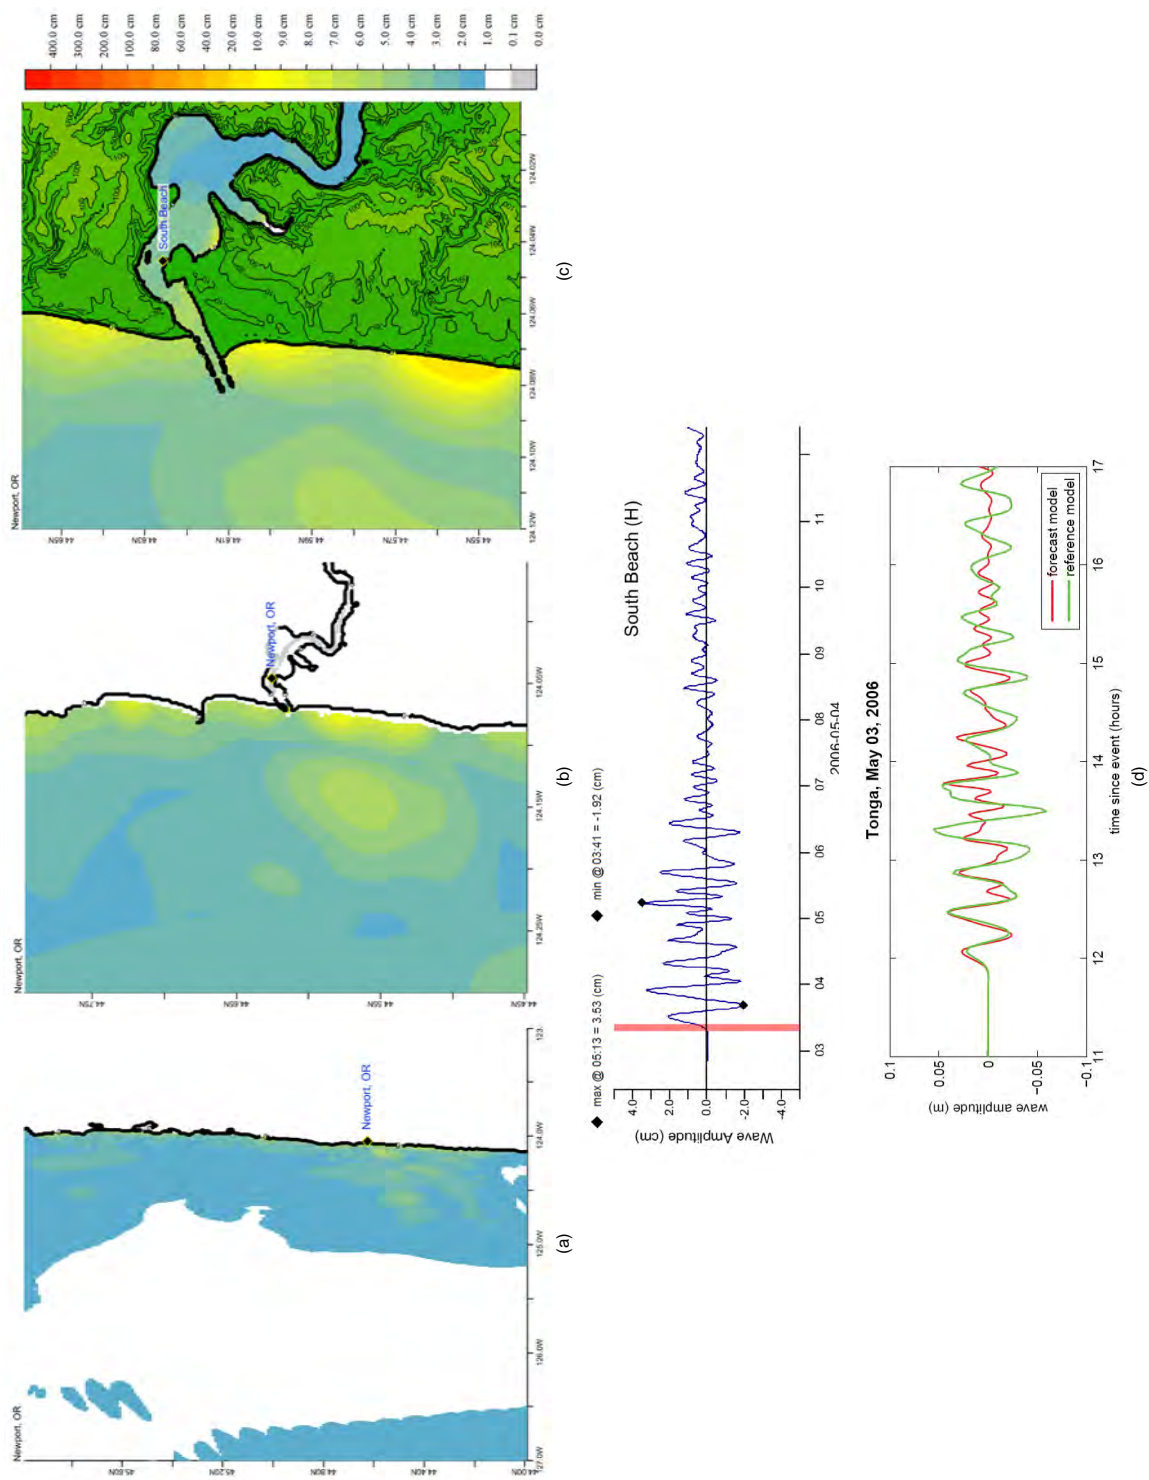 Newport, OR
45.60N
45.20N
44.80N
44.40N
44.00N
127.0W
126.0W
125.0W
124.0W
123.
Newport, OR
(a)
Newport, OR
44.75N
44.65N
44.55N
44.45N
124.25W
124.15W
124.05W
Newport, OR
(b)
Newport, OR
44.65N
44.63N
44.61N
44.59N
44.57N
44.55N
124.12W
124.10W
124.08W
124.06W
124.04W
124.02W
South Beach
(c)
400.0 cm
200.0 cm
100.0 cm
80.0 cm
60.0 cm
40.0 cm
20.0 cm
10.0 cm
9.0 cm
8.0 cm
7.0 cm
6.0 cm
5.0 cm
4.0 cm
3.0 cm
2.0 cm
1.0 cm
0.1 cm
0.0 cm
max @ 05:13 = 3.53 (cm)
min @ 03:41 = -1.92 (cm)
South Beach (H)
Wave Amplitude (cm)
4.0
2.0
0.0
-2.0
-4.0
03
04
05
06
07
08
09
10
11
2006-05-04
Tonga, May 03, 2006
wave amplitude (m)
0.1
0.05
0
−0.05
−0.1
11
12
13
14
15
16
17
time since event (hours)
forecast model
reference model
(d)